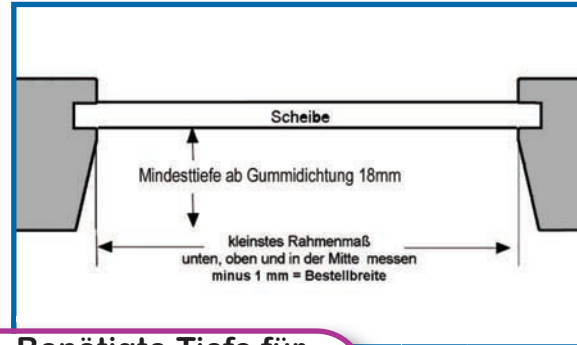 Scheibe
Mindesttiefe ab Gummidichtung 18mm
kleinstes Rahmenmaß
unten, oben und in der Mitte messen
minus 1 mm = Bestellbreite
Benötigte Tiefe für